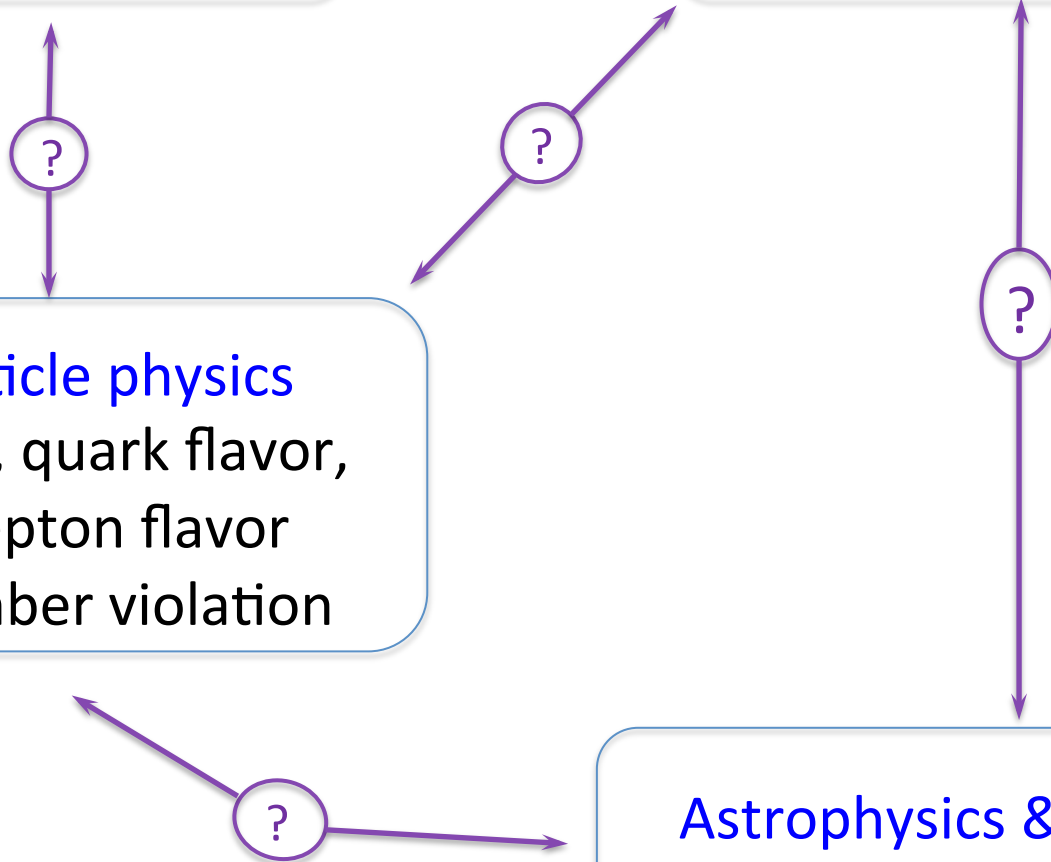 ?
?
?
ticle physics
, quark flavor,
pton flavor
ber violation
?
Astrophysics &